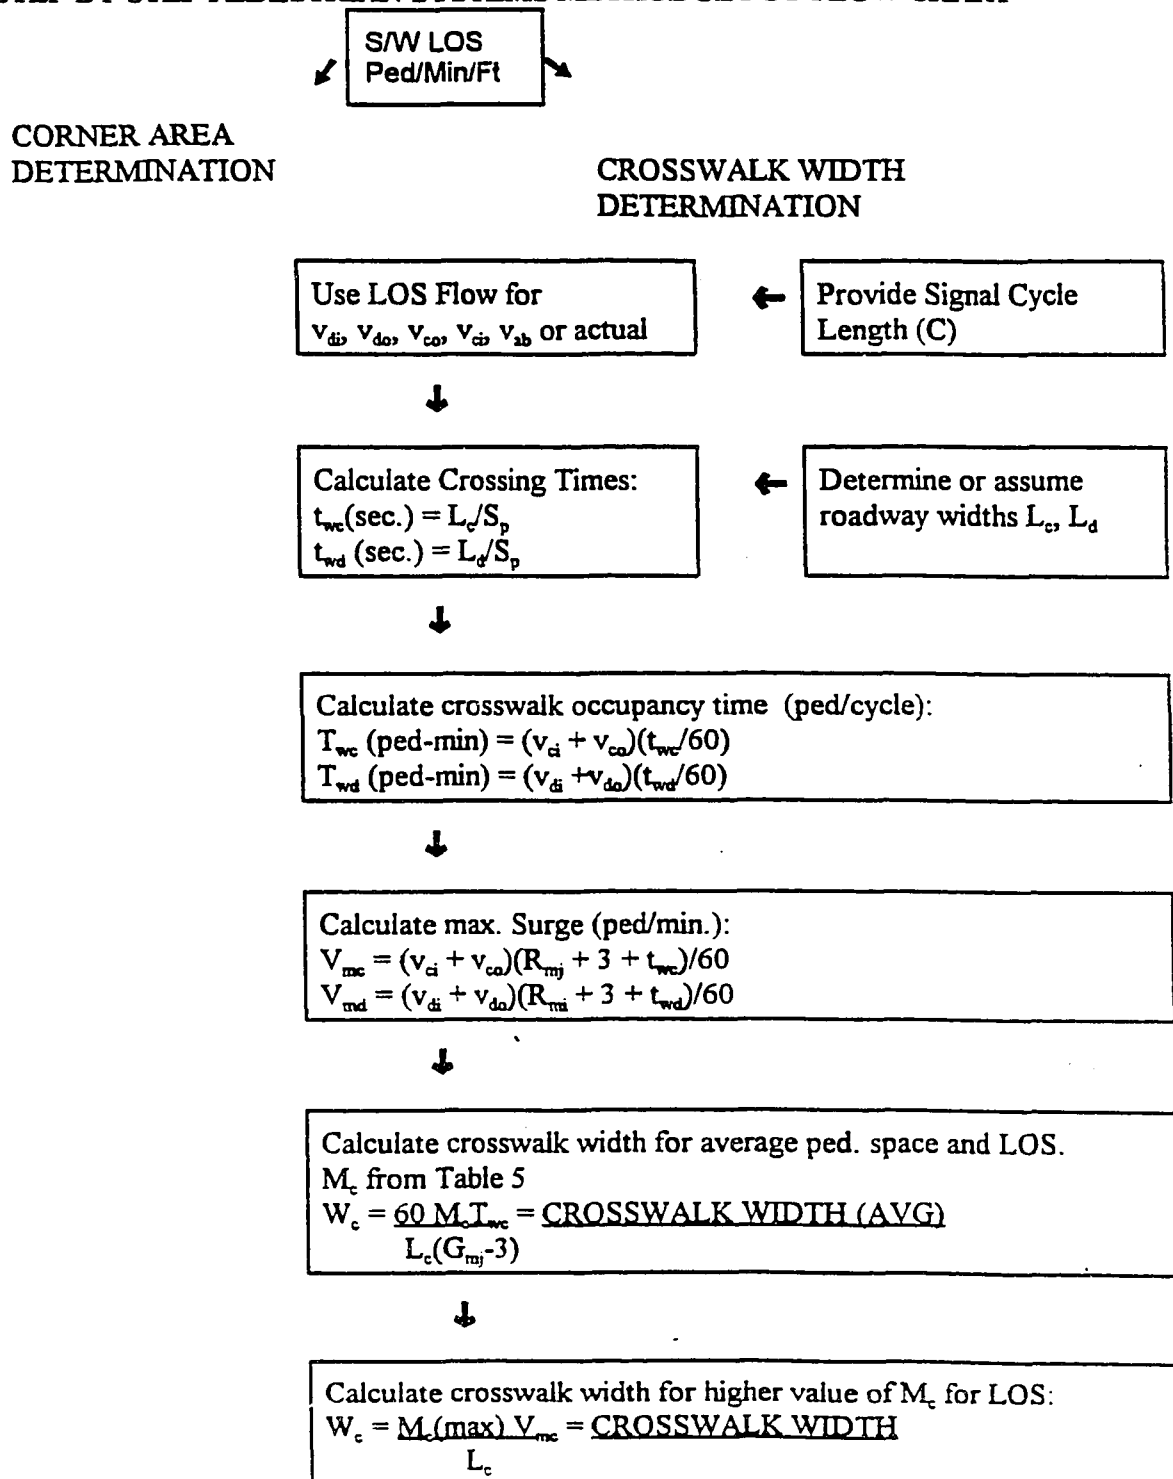 S/W LOS
Ped/Min/Ft
CORNER AREA
DETERMINATION
CROSSWALK WIDTH
DETERMINATION
Use LOS Flow for
v_di, v_do, v_co, v_ci, v_ab or actual
Provide Signal Cycle
Length (C)
Calculate Crossing Times:
t_wc(sec.) = L_c/S_p
t_wd (sec.) = L_d/S_p
Determine or assume
roadway widths L_c, L_d
Calculate crosswalk occupancy time (ped/cycle):
T_wc (ped-min) = (v_ci + v_co)(t_wc/60)
T_wd (ped-min) = (v_di +v_do)(t_wd/60)
Calculate max. Surge (ped/min.):
V_mc = (v_ci + v_co)(R_mj + 3 + t_wc)/60
V_md = (v_di + v_do)(R_mi + 3 + t_wd)/60
Calculate crosswalk width for average ped. space and LOS.
M_c from Table 5
W_c = 60 M_c T_wc = CROSSWALK WIDTH (AVG)
L_c(G_mj-3)
Calculate crosswalk width for higher value of M_c for LOS:
W_c = M_c(max) V_mc = CROSSWALK WIDTH
L_c